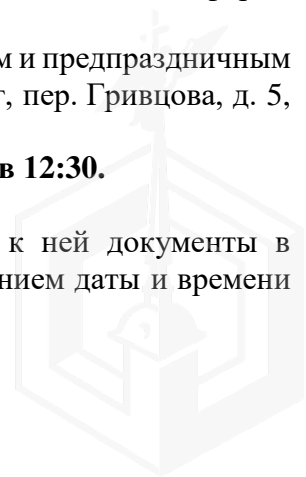 м и предпраздничным
г, пер. Гривцова, д. 5,
в 12:30.
к ней документы в
нием даты и времени